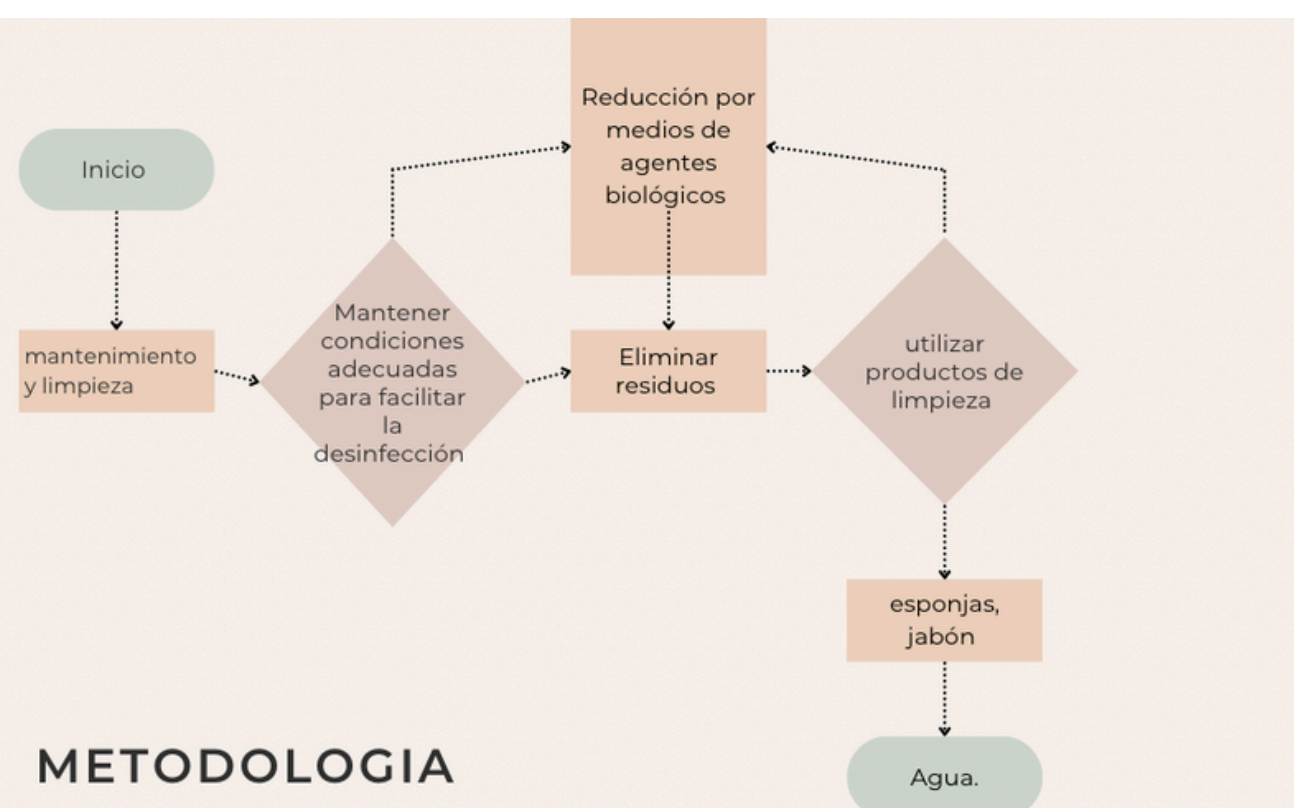 Inicio
mantenimiento
y limpieza
Mantener
condiciones
adecuadas
para facilitar
la
desinfección
Reducción por
medios de
agentes
biológicos
Eliminar
residuos
utilizar
productos de
limpieza
esponjas,
jabón
Agua.
METODOLOGIA